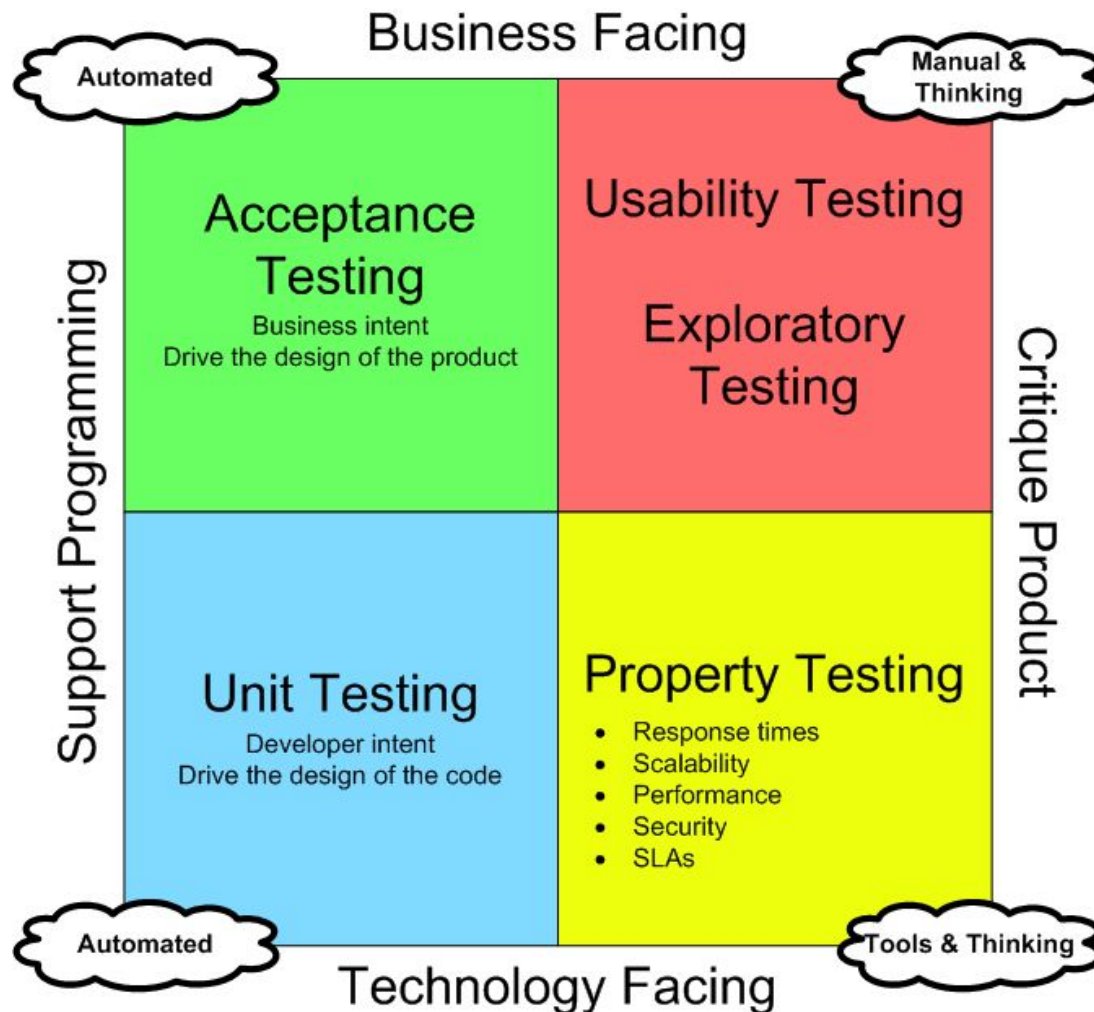 Business Facing
Automated
Manual &
Thinking
Acceptance
Testing
Business intent
Drive the design of the product
Usability Testing
Exploratory
Testing
Support Programming
Critique Product
Unit Testing
Developer intent
Drive the design of the code
Property Testing
• Response times
• Scalability
• Performance
• Security
• SLAs
Automated
Tools & Thinking
Technology Facing